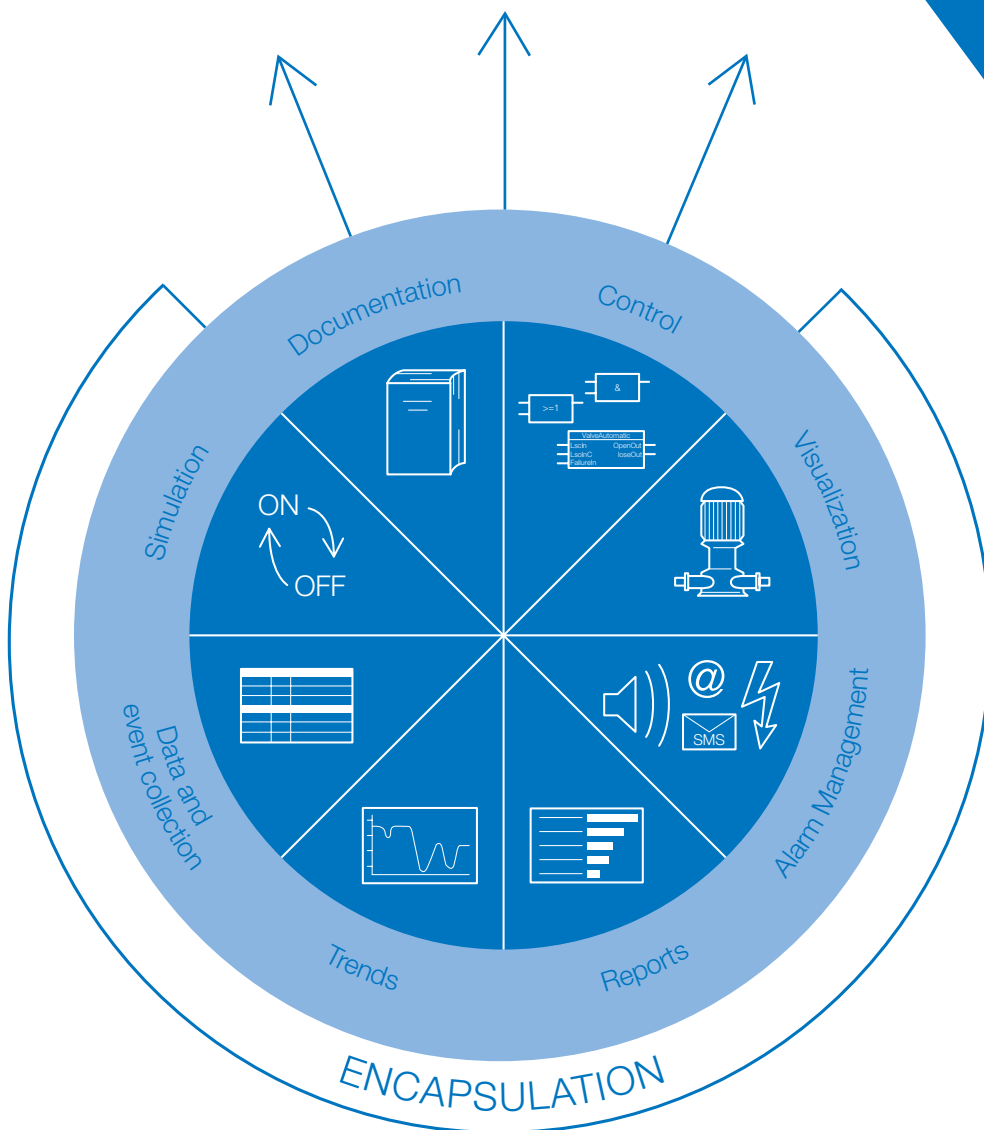 Documentation
Control
&
>=1
ValveAutomatic
LscIn OpenOut
LsoInC loseOut
FailureIn
Simulation
Visualization
ON
OFF
@
SMS
Data and
event collection
Alarm Management
Trends
Reports
ENCAPSULATION